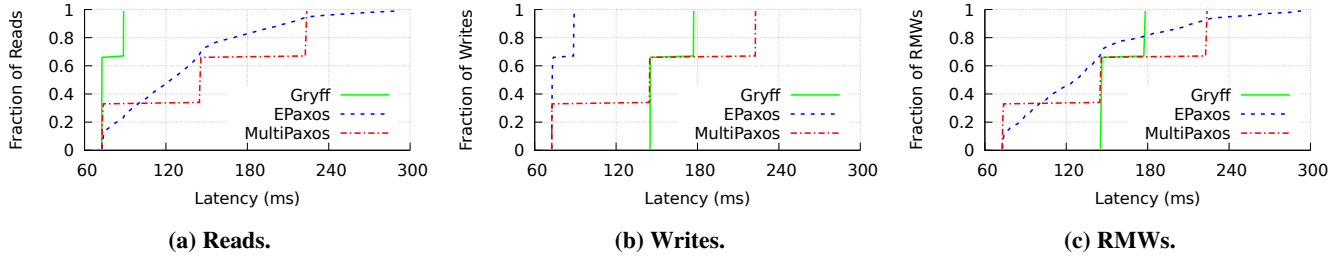 Fraction of Reads
1
0.8
0.6
0.4
0.2
0
Gryff
EPaxos
MultiPaxos
60 120 180 240 300
Latency (ms)
(a) Reads.
Fraction of Writes
1
0.8
0.6
0.4
0.2
0
Gryff
EPaxos
MultiPaxos
60 120 180 240 300
Latency (ms)
(b) Writes.
Fraction of RMWs
1
0.8
0.6
0.4
0.2
0
Gryff
EPaxos
MultiPaxos
60 120 180 240 300
Latency (ms)
(c) RMWs.